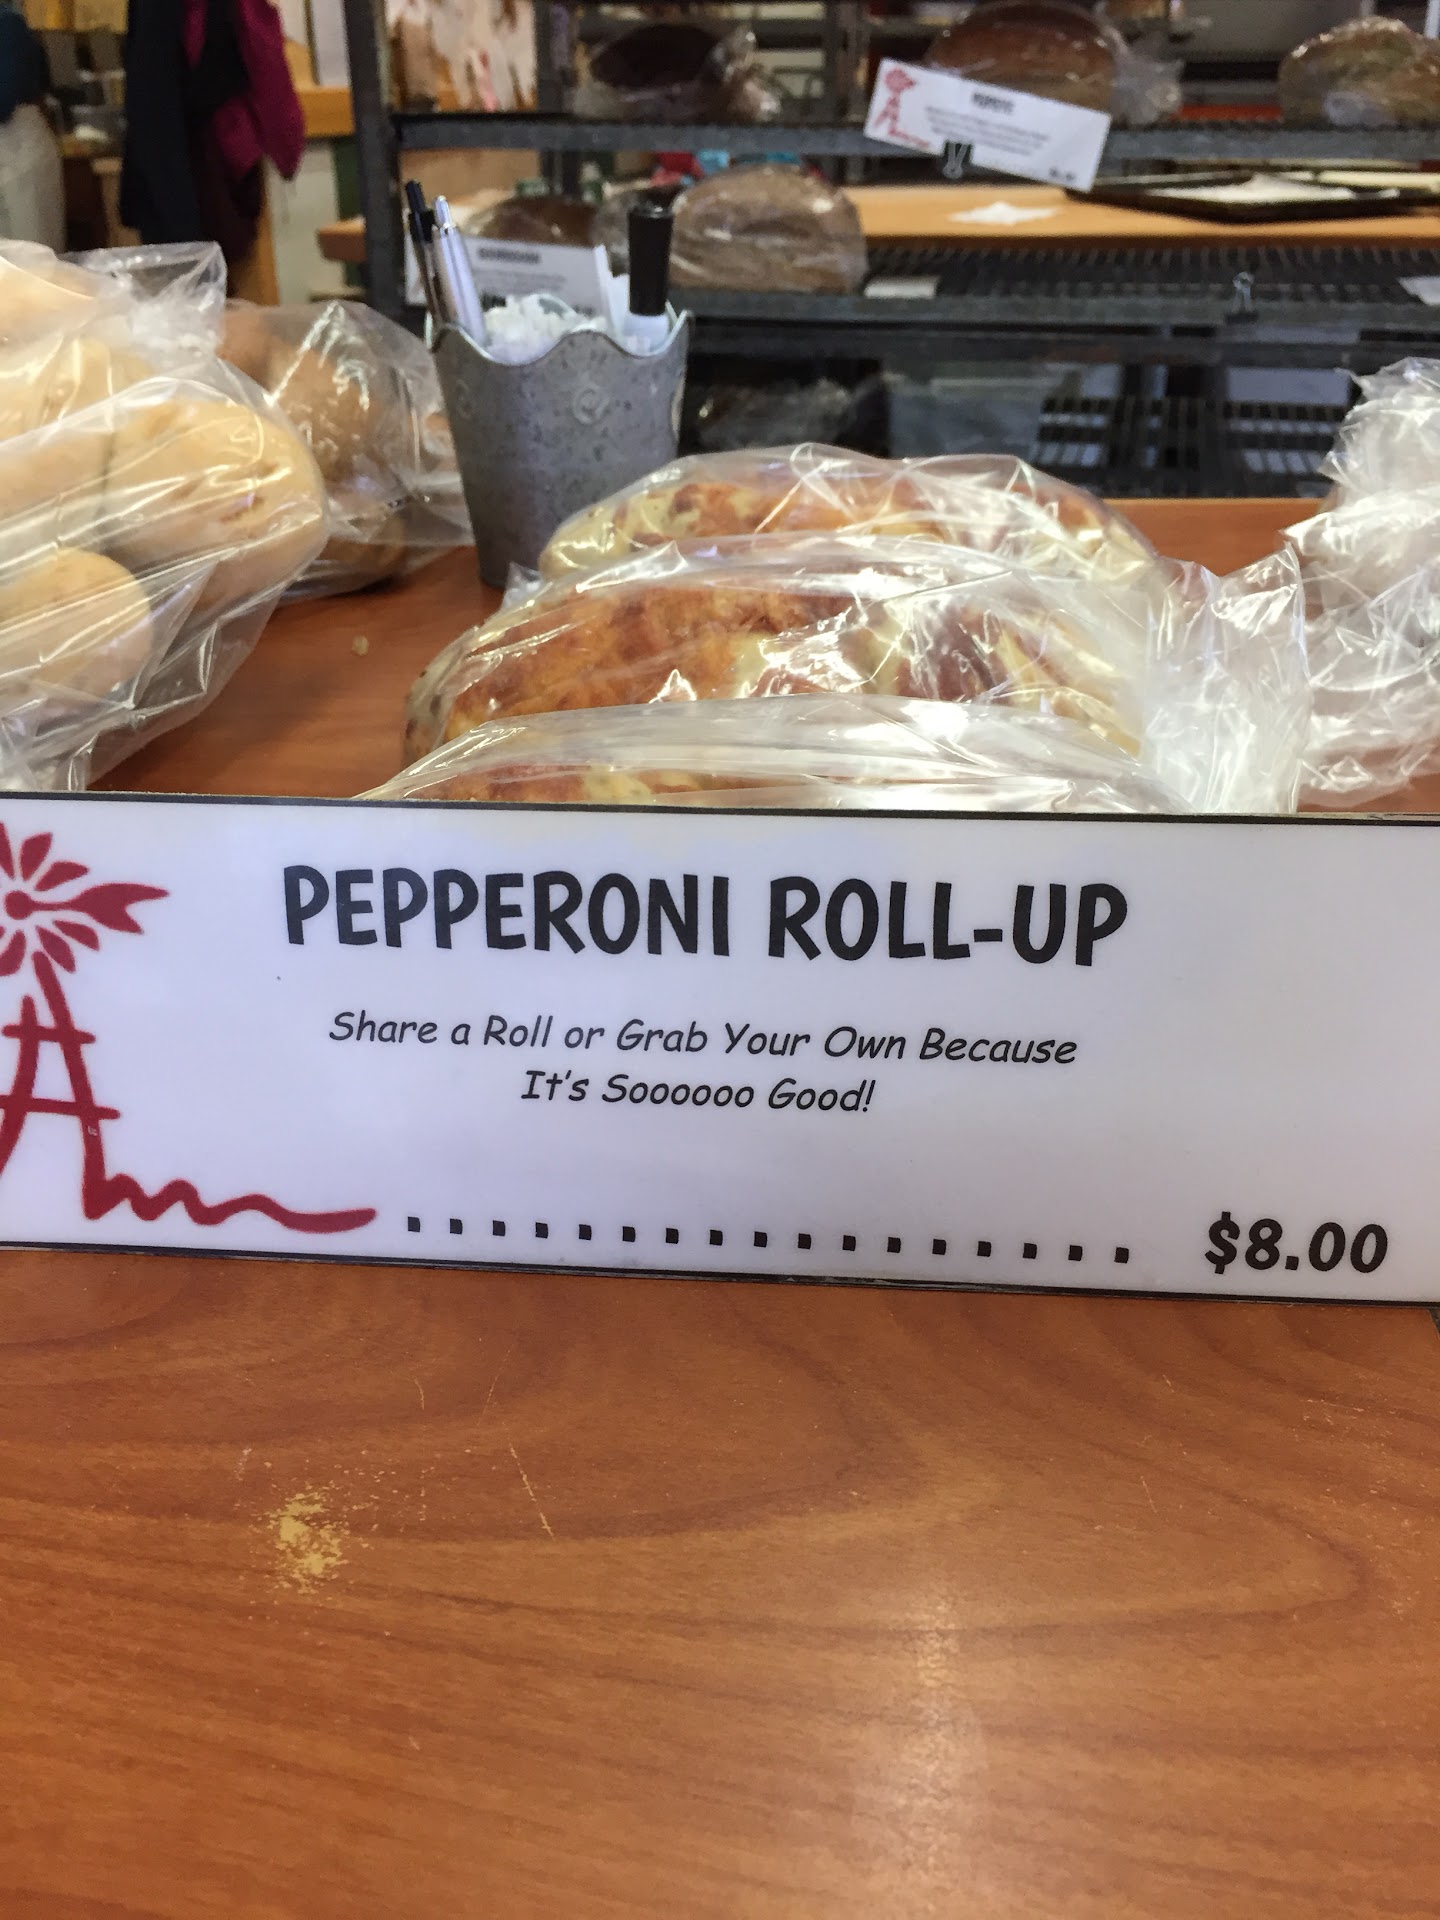 PEPPERONI ROLL-UP
Share a Roll or Grab Your Own Because
It's Soooooo Good!
. . . . . . . . . . . . . . . . . $8.00